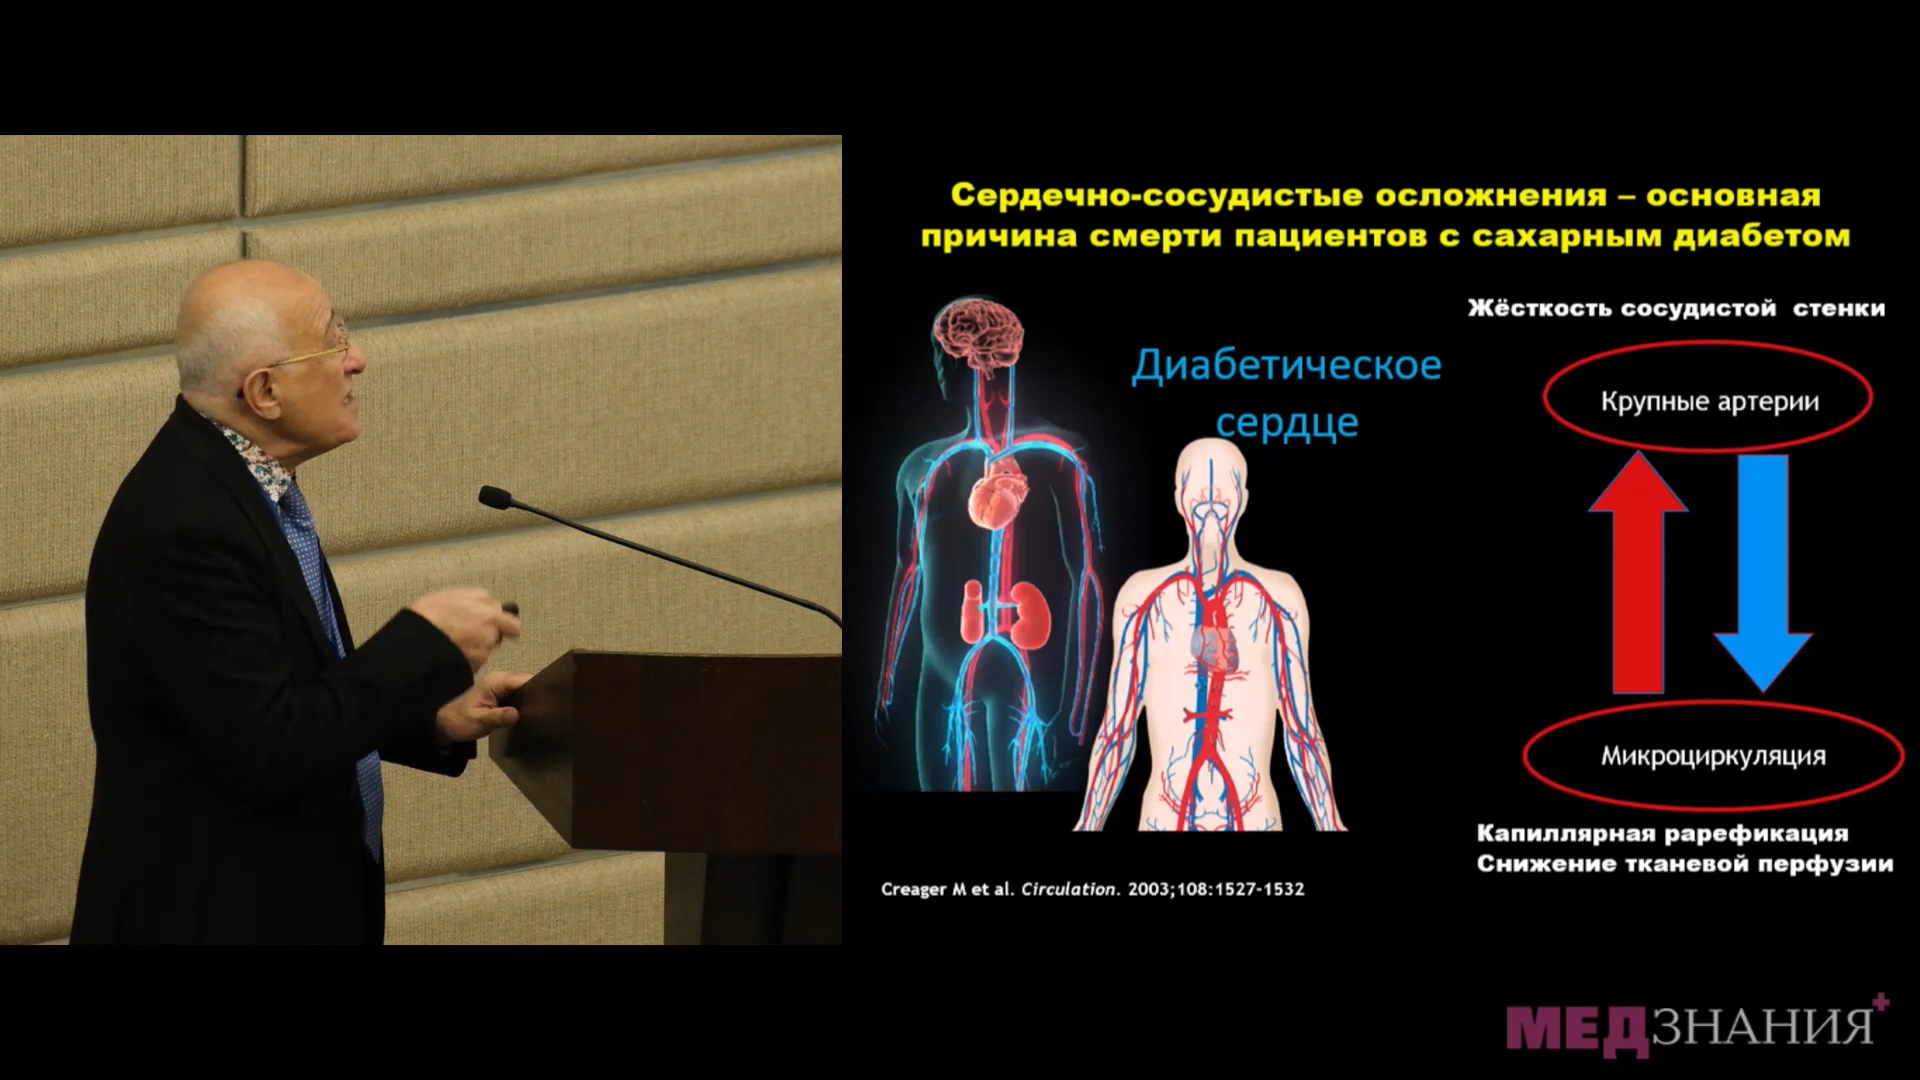 Сердечно-сосудистые осложнения – основная
причина смерти пациентов с сахарным диабетом
Жёсткость сосудистой стенки
Диабетическое
сердце
Крупные артерии
Микроциркуляция
Капиллярная рарефикация
Снижение тканевой перфузии
Creager M et al. Circulation. 2003;108:1527-1532
МЕДЗНАНИЯ+